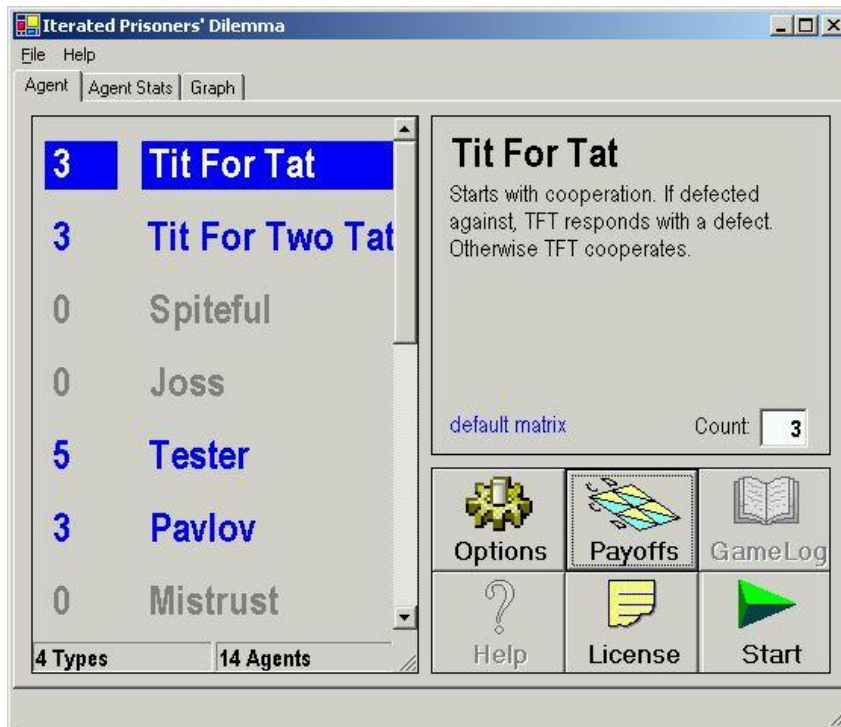 Iterated Prisoners' Dilemma
File Help
Agent Agent Stats Graph
3 Tit For Tat
3 Tit For Two Tat
0 Spiteful
0 Joss
5 Tester
3 Pavlov
0 Mistrust
4 Types 14 Agents
Tit For Tat
Starts with cooperation. If defected
against, TFT responds with a defect.
Otherwise TFT cooperates.
default matrix Count: 3
Options Payoffs GameLog
Help License Start